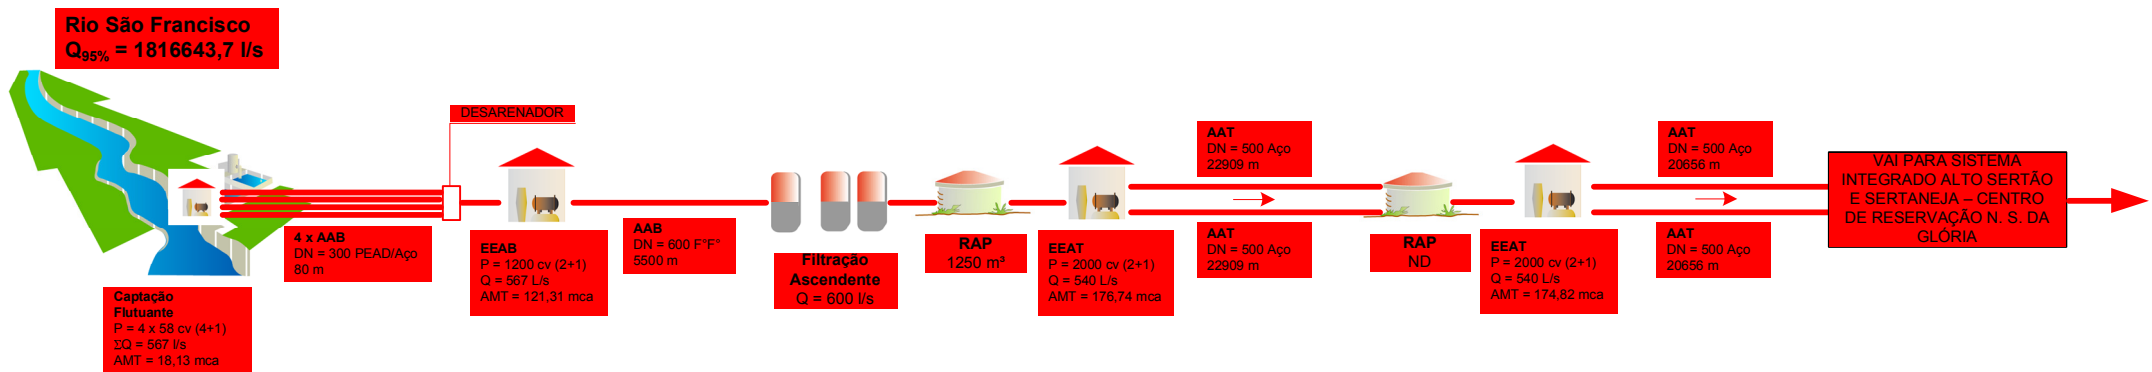 Rio São Francisco
Q95% = 1816643,7 l/s
DESARENADOR
4 x AAB
DN = 300 PEAD/Aço
80 m
Captação
Flutuante
P = 4 x 58 cv (4+1)
ΣQ = 567 l/s
AMT = 18,13 mca
EEAB
P = 1200 cv (2+1)
Q = 567 L/s
AMT = 121,31 mca
AAB
DN = 600 F°F°
5500 m
Filtração
Ascendente
Q = 600 l/s
RAP
1250 m³
EEAT
P = 2000 cv (2+1)
Q = 540 L/s
AMT = 176,74 mca
AAT
DN = 500 Aço
22909 m
AAT
DN = 500 Aço
22909 m
RAP
ND
EEAT
P = 2000 cv (2+1)
Q = 540 L/s
AMT = 174,82 mca
AAT
DN = 500 Aço
20656 m
AAT
DN = 500 Aço
20656 m
VAI PARA SISTEMA
INTEGRADO ALTO SERTÃO
E SERTANEJA – CENTRO
DE RESERVAÇÃO N. S. DA
GLÓRIA